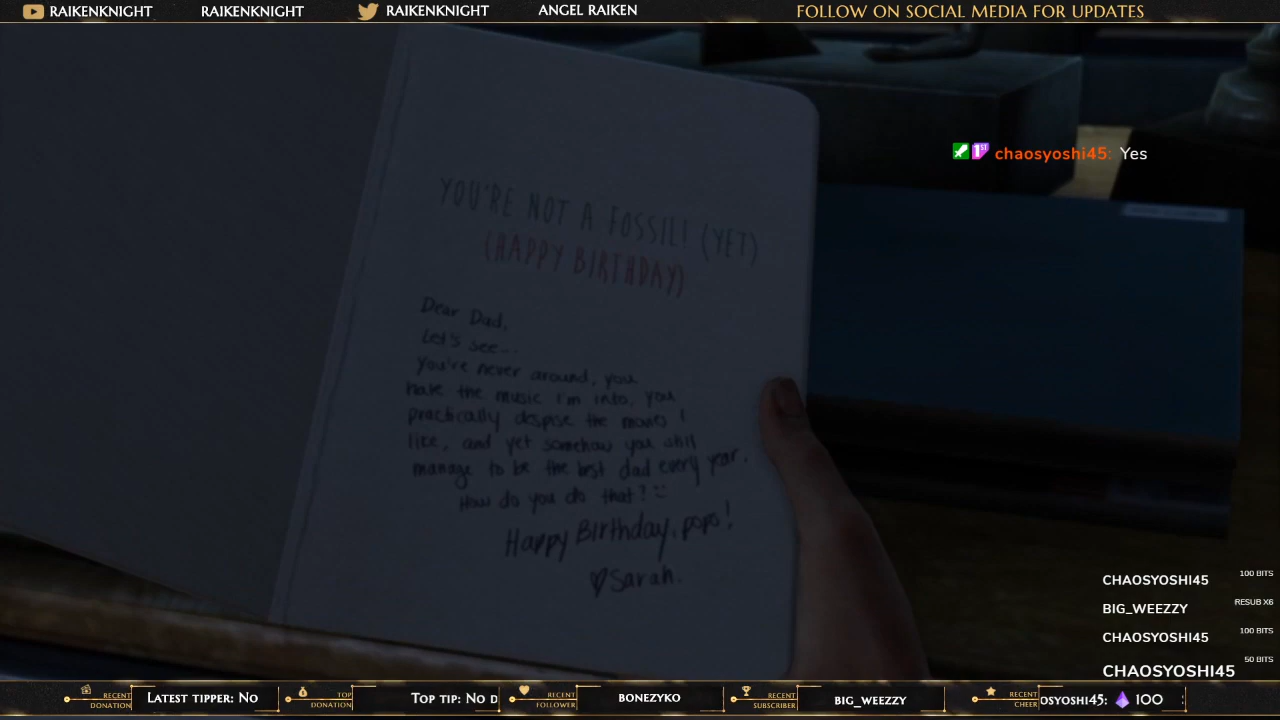 RAIKENKNIGHT
RAIKENKNIGHT
RAIKENKNIGHT
ANGEL RAIKEN
FOLLOW ON SOCIAL MEDIA FOR UPDATES
1ST chaosyoshi45: Yes
YOU'RE NOT A FOSSIL! (YET)
(HAPPY BIRTHDAY)
Dear Dad,
Let's see...
You're never around, you
hate the music I'm into, you
practically despise the movies I
like, and yet somehow you still
manage to be the best dad every year.
How do you do that? :)
Happy Birthday, pops!
♥Sarah.
CHAOSYOSHI45 100 BITS
BIG_WEEZZY RESUB X6
CHAOSYOSHI45 100 BITS
CHAOSYOSHI45 50 BITS
RECENT DONATION LATEST TIPPER: NO
TOP DONATION TOP TIP: NO D
RECENT FOLLOWER BONEZYKO
RECENT SUBSCRIBER BIG_WEEZZY
RECENT CHEER OSYOSHI45: 100